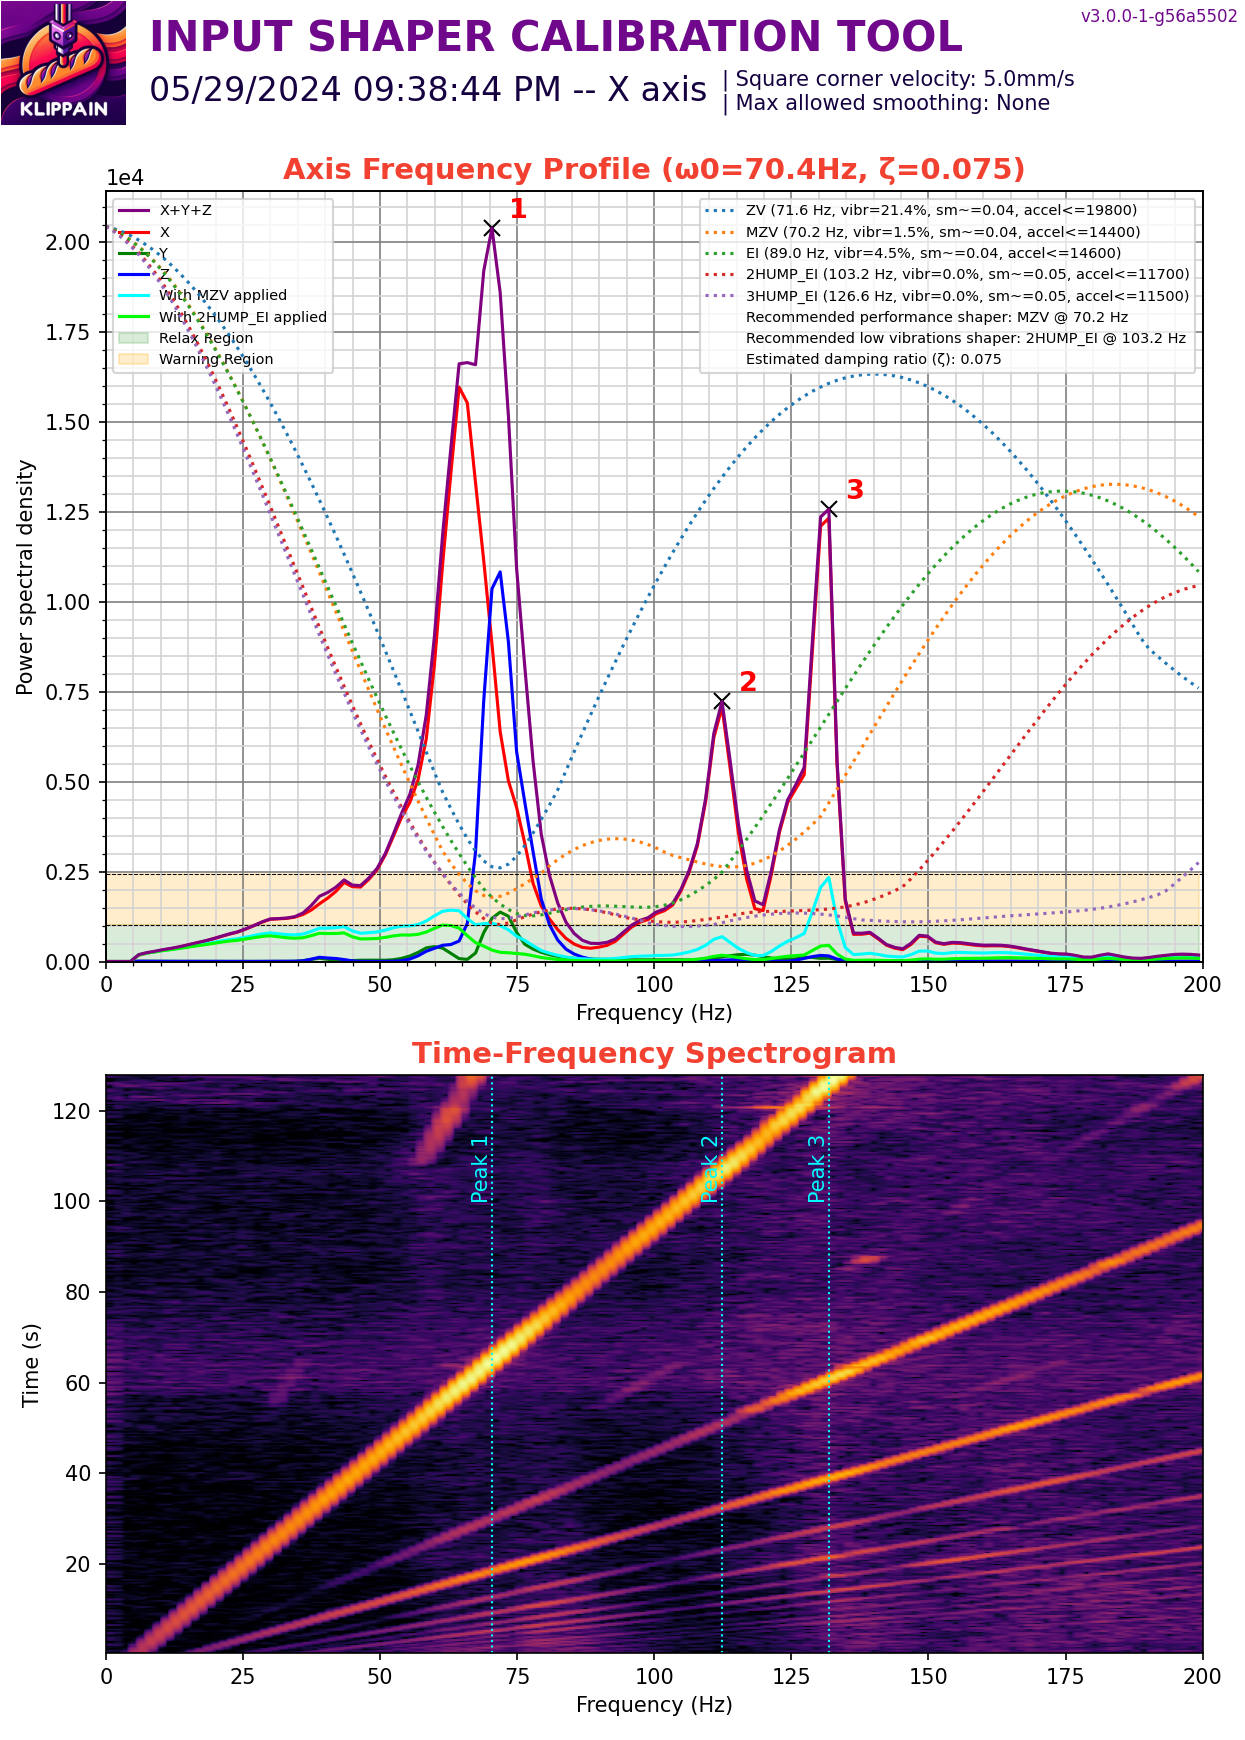 v3.0.0-1-g56a5502
INPUT SHAPER CALIBRATION TOOL
05/29/2024 09:38:44 PM -- X axis
| Square corner velocity: 5.0mm/s
| Max allowed smoothing: None
KLIPPAIN
Axis Frequency Profile (ω0=70.4Hz, ζ=0.075)
1e4
X+Y+Z
X
Y
Z
With MZV applied
With 2HUMP_EI applied
Relax Region
Warning Region
ZV (71.6 Hz, vibr=21.4%, sm~=0.04, accel<=19800)
MZV (70.2 Hz, vibr=1.5%, sm~=0.04, accel<=14400)
EI (89.0 Hz, vibr=4.5%, sm~=0.04, accel<=14600)
2HUMP_EI (103.2 Hz, vibr=0.0%, sm~=0.05, accel<=11700)
3HUMP_EI (126.6 Hz, vibr=0.0%, sm~=0.05, accel<=11500)
Recommended performance shaper: MZV @ 70.2 Hz
Recommended low vibrations shaper: 2HUMP_EI @ 103.2 Hz
Estimated damping ratio (ζ): 0.075
1
2
3
Power spectral density
2.00
1.75
1.50
1.25
1.00
0.75
0.50
0.25
0.00
0 25 50 75 100 125 150 175 200
Frequency (Hz)
Time-Frequency Spectrogram
Time (s)
120
100
80
60
40
20
Peak 1
Peak 2
Peak 3
0 25 50 75 100 125 150 175 200
Frequency (Hz)